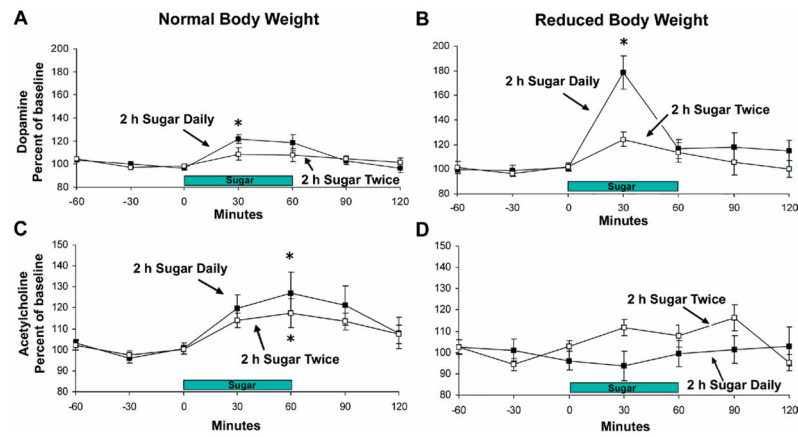 A
Normal Body Weight
B
Reduced Body Weight
Dopamine
Percent of baseline
200
180
160
140
120
100
80
*
2 h Sugar Daily
2 h Sugar Twice
Sugar
-60
-30
0
30
60
90
120
Minutes
200
180
160
140
120
100
80
*
2 h Sugar Daily
2 h Sugar Twice
Sugar
-60
-30
0
30
60
90
120
Minutes
C
D
Acetylcholine
Percent of baseline
150
140
130
120
110
100
90
80
2 h Sugar Daily
*
*
2 h Sugar Twice
Sugar
-60
-30
0
30
60
90
120
Minutes
150
140
130
120
110
100
90
80
2 h Sugar Twice
2 h Sugar Daily
Sugar
-60
-30
0
30
60
90
120
Minutes